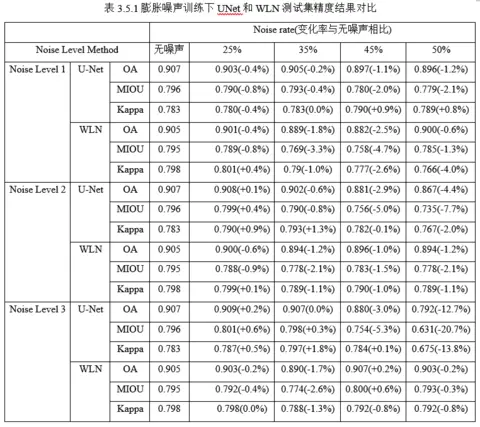 表 3.5.1 膨胀噪声训练下 UNet 和 WLN 测试集精度结果对比
Noise rate(变化率与无噪声相比)
Noise Level Method 无噪声 25% 35% 45% 50%
Noise Level 1 U-Net OA 0.907 0.903(-0.4%) 0.905(-0.2%) 0.897(-1.1%) 0.896(-1.2%)
MIOU 0.796 0.790(-0.8%) 0.793(-0.4%) 0.780(-2.0%) 0.779(-2.1%)
Kappa 0.783 0.780(-0.4%) 0.783(0.0%) 0.790(+0.9%) 0.789(+0.8%)
WLN OA 0.905 0.901(-0.4%) 0.889(-1.8%) 0.882(-2.5%) 0.900(-0.6%)
MIOU 0.795 0.789(-0.8%) 0.769(-3.3%) 0.758(-4.7%) 0.785(-1.3%)
Kappa 0.798 0.801(+0.4%) 0.79(-1.0%) 0.777(-2.6%) 0.766(-4.0%)
Noise Level 2 U-Net OA 0.907 0.908(+0.1%) 0.902(-0.6%) 0.881(-2.9%) 0.867(-4.4%)
MIOU 0.796 0.799(+0.4%) 0.790(-0.8%) 0.756(-5.0%) 0.735(-7.7%)
Kappa 0.783 0.790(+0.9%) 0.793(+1.3%) 0.782(-0.1%) 0.767(-2.0%)
WLN OA 0.905 0.900(-0.6%) 0.894(-1.2%) 0.896(-1.0%) 0.894(-1.2%)
MIOU 0.795 0.788(-0.9%) 0.778(-2.1%) 0.783(-1.5%) 0.778(-2.1%)
Kappa 0.798 0.799(+0.1%) 0.789(-1.1%) 0.790(-1.0%) 0.789(-1.1%)
Noise Level 3 U-Net OA 0.907 0.909(+0.2%) 0.907(0.0%) 0.880(-3.0%) 0.792(-12.7%)
MIOU 0.796 0.801(+0.6%) 0.798(+0.3%) 0.754(-5.3%) 0.631(-20.7%)
Kappa 0.783 0.787(+0.5%) 0.797(+1.8%) 0.784(+0.1%) 0.675(-13.8%)
WLN OA 0.905 0.903(-0.2%) 0.890(-1.7%) 0.907(+0.2%) 0.903(-0.2%)
MIOU 0.795 0.792(-0.4%) 0.774(-2.6%) 0.800(+0.6%) 0.793(-0.3%)
Kappa 0.798 0.798(0.0%) 0.788(-1.3%) 0.792(-0.8%) 0.792(-0.8%)